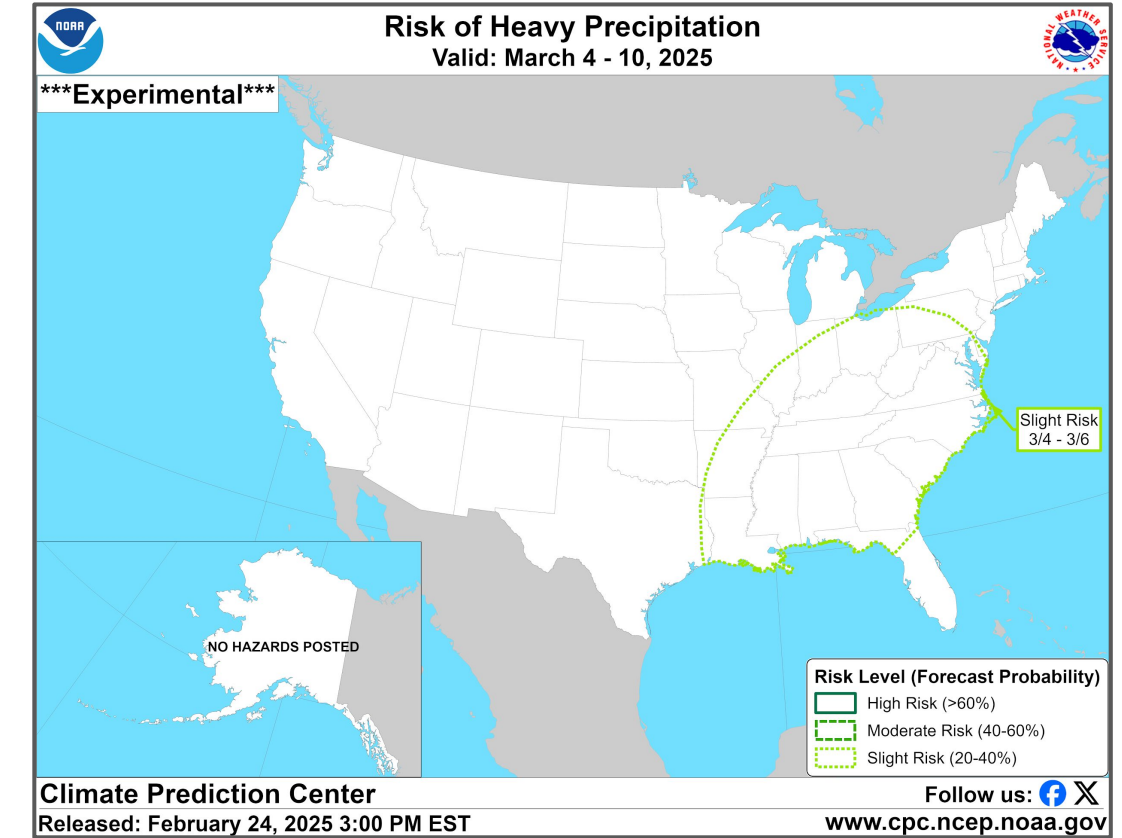 NOAA
Risk of Heavy Precipitation
Valid: March 4 - 10, 2025
NATIONAL WEATHER SERVICE
***Experimental***
Slight Risk
3/4 - 3/6
NO HAZARDS POSTED
Risk Level (Forecast Probability)
High Risk (>60%)
Moderate Risk (40-60%)
Slight Risk (20-40%)
Climate Prediction Center
Follow us:
Released: February 24, 2025 3:00 PM EST
www.cpc.ncep.noaa.gov